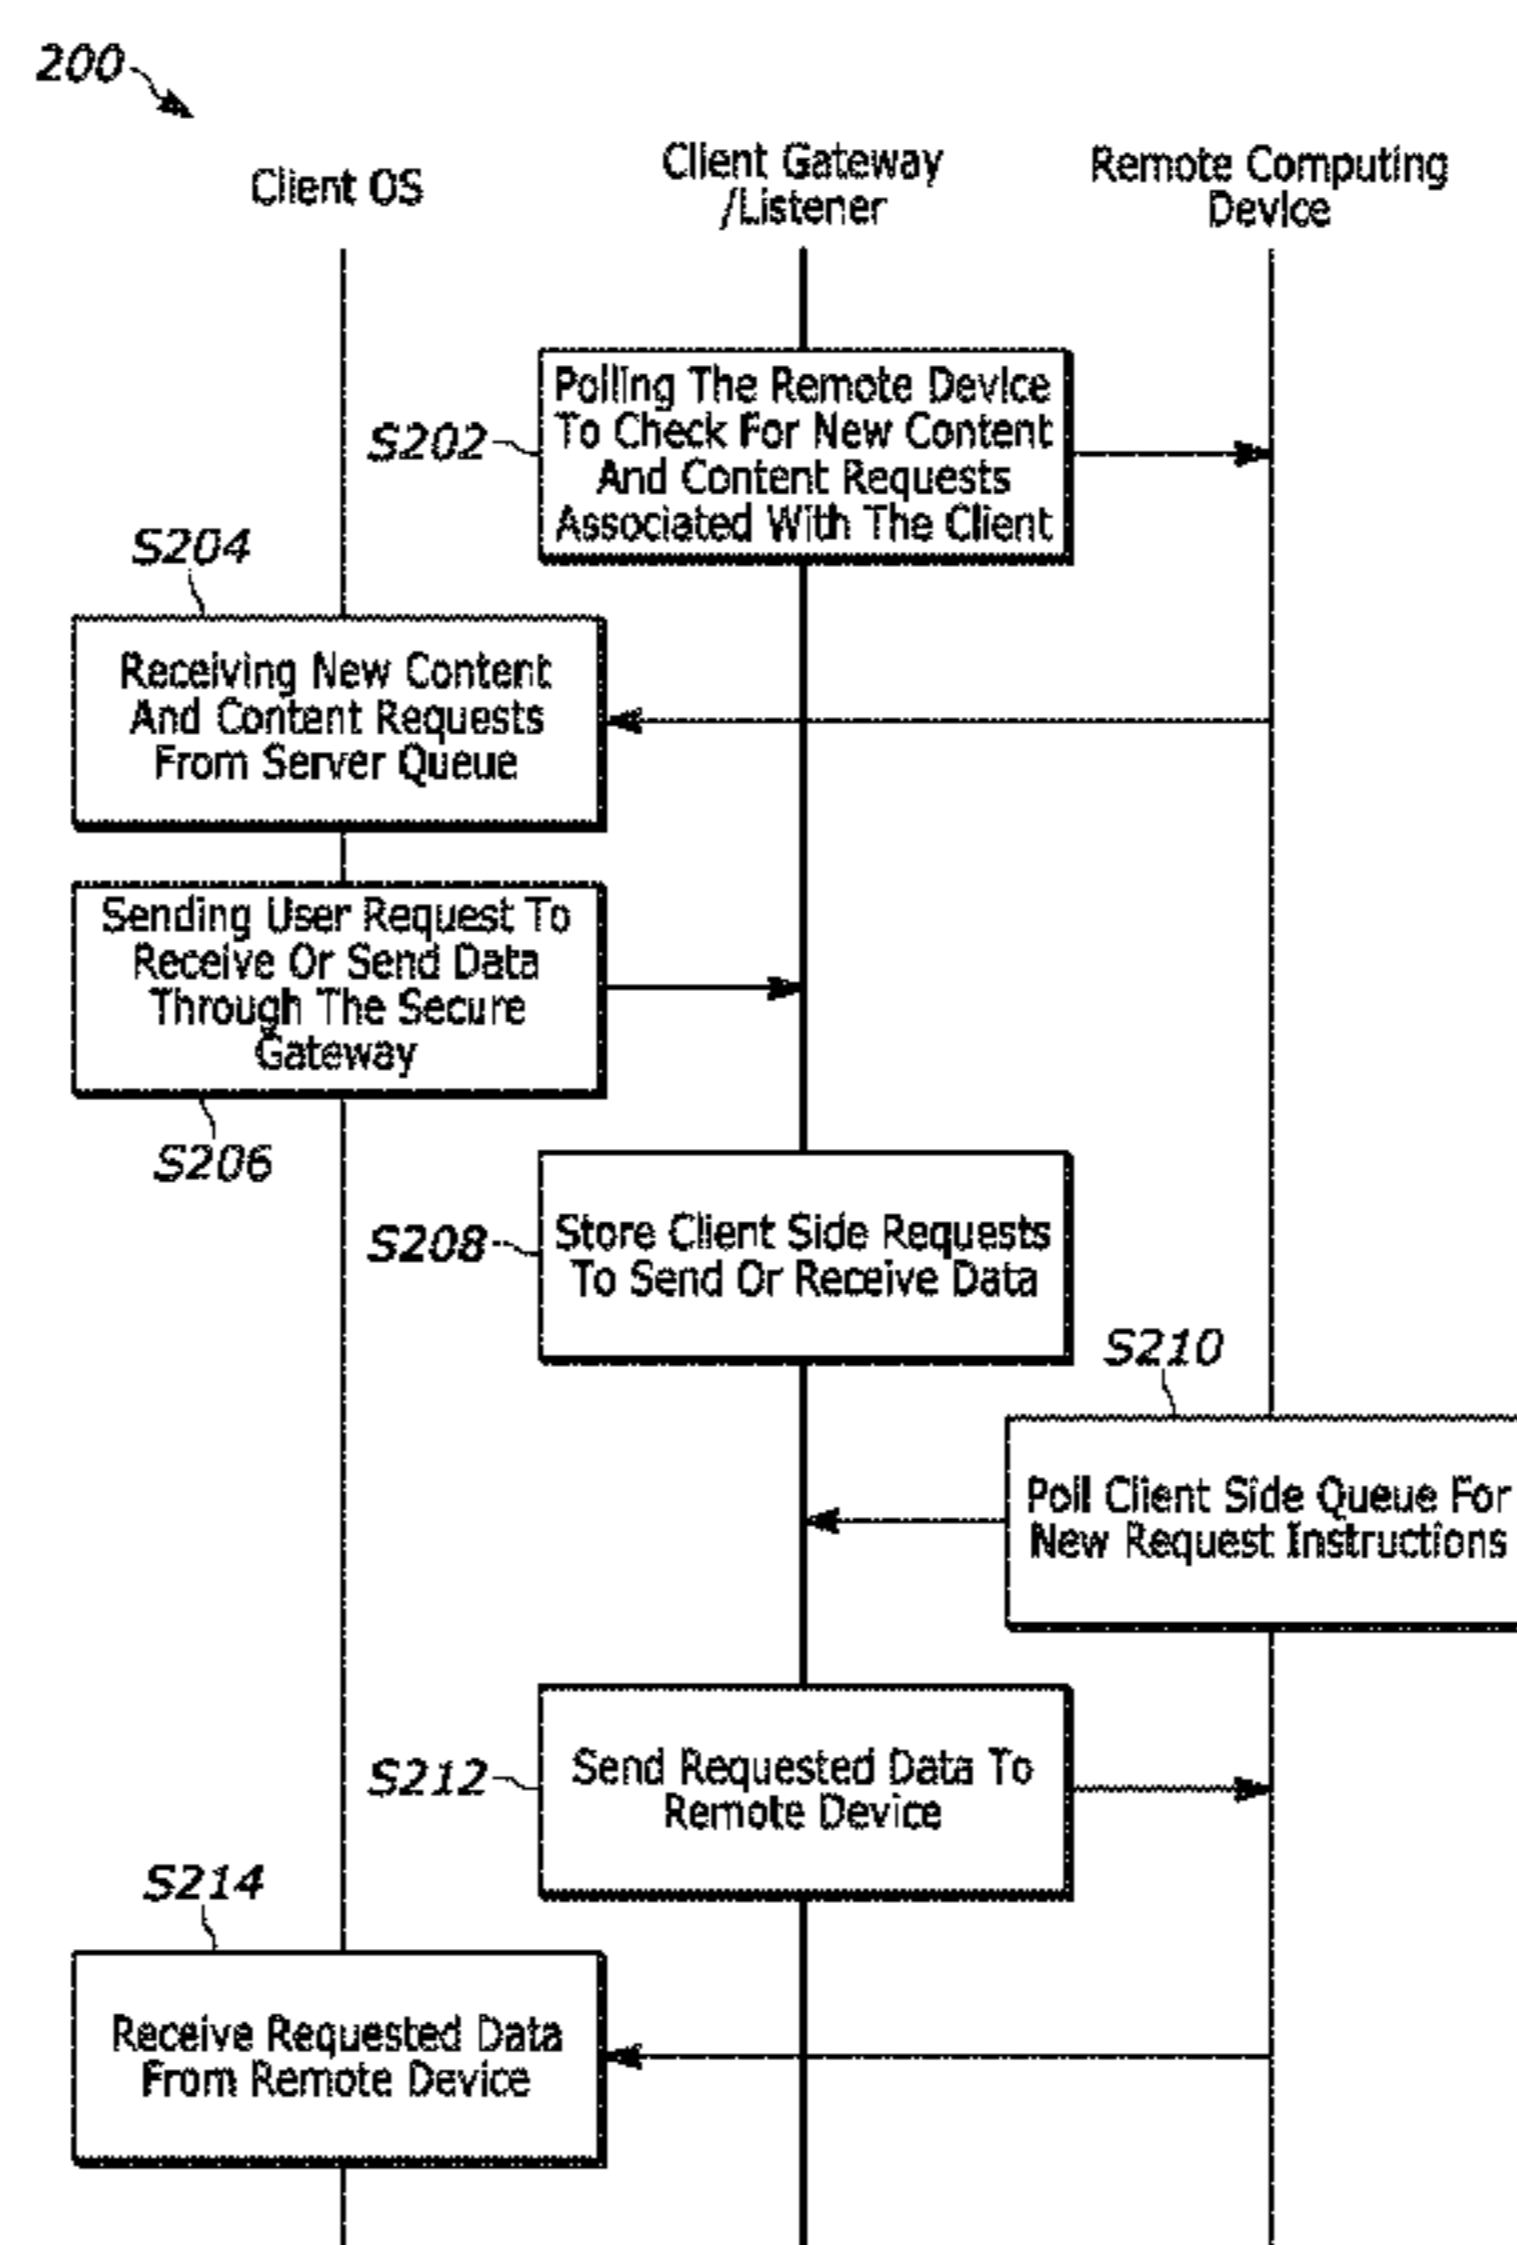 200
Client OS
Client Gateway
/Listener
Remote Computing
Device
Polling The Remote Device
To Check For New Content
And Content Requests
Associated With The Client
S202
S204
Receiving New Content
And Content Requests
From Server Queue
Sending User Request To
Receive Or Send Data
Through The Secure
Gateway
S206
S208
Store Client Side Requests
To Send Or Receive Data
S210
Poll Client Side Queue For
New Request Instructions
S212
Send Requested Data To
Remote Device
S214
Receive Requested Data
From Remote Device